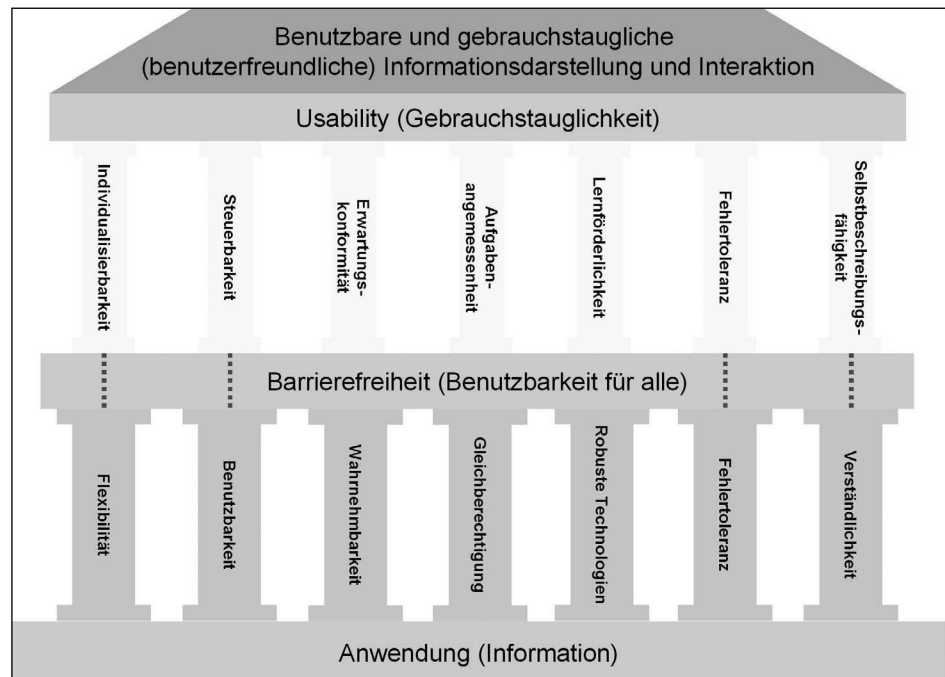 Benutzbare und gebrauchstaugliche
(benutzerfreundliche) Informationsdarstellung und Interaktion
Usability (Gebrauchstauglichkeit)
Individualisierbarkeit
Steuerbarkeit
Erwartungs-
konformität
Aufgaben-
angemessenheit
Lernförderlichkeit
Fehlertoleranz
Selbstbeschreibungs-
fähigkeit
Barrierefreiheit (Benutzbarkeit für alle)
Flexibilität
Benutzbarkeit
Wahrnehmbarkeit
Gleichberechtigung
Robuste Technologien
Fehlertoleranz
Verständlichkeit
Anwendung (Information)